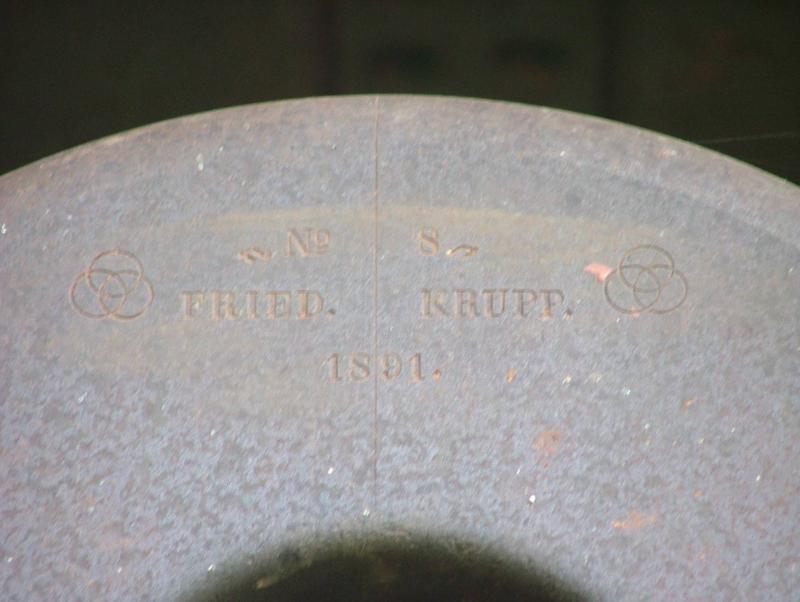 Nº 8
FRIED. KRUPP.
1891.